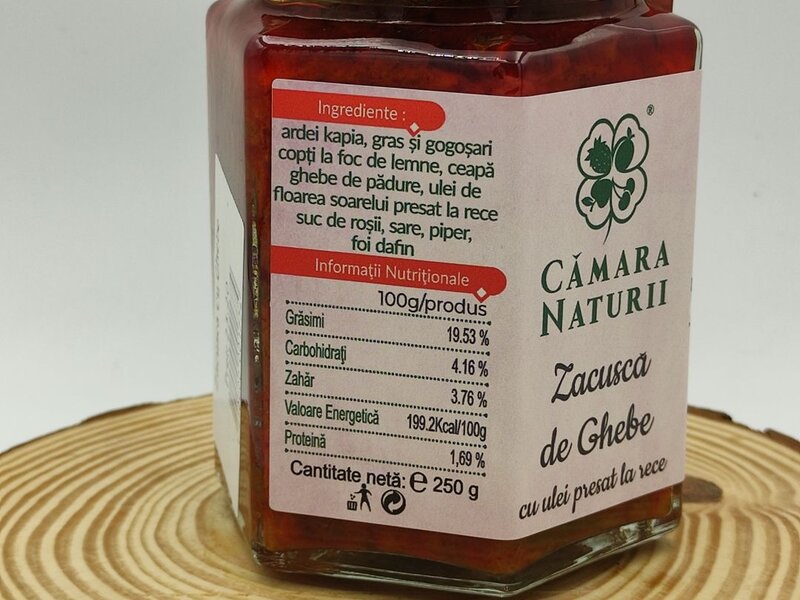 Ingrediente :
ardei kapia, gras și gogoșari
copți la foc de lemne, ceapă
ghebe de pădure, ulei de
floarea soarelui presat la rece
suc de roșii, sare, piper,
foi dafin
Informații Nutriționale
100g/produs
Grăsimi 19.53 %
Carbohidrați 4.16 %
Zahăr 3.76 %
Valoare Energetică 199.2Kcal/100g
Proteină 1,69 %
Cantitate netă: ℮ 250 g
®
CĂMARA
NATURII
Zacuscă
de Ghebe
cu ulei presat la rece